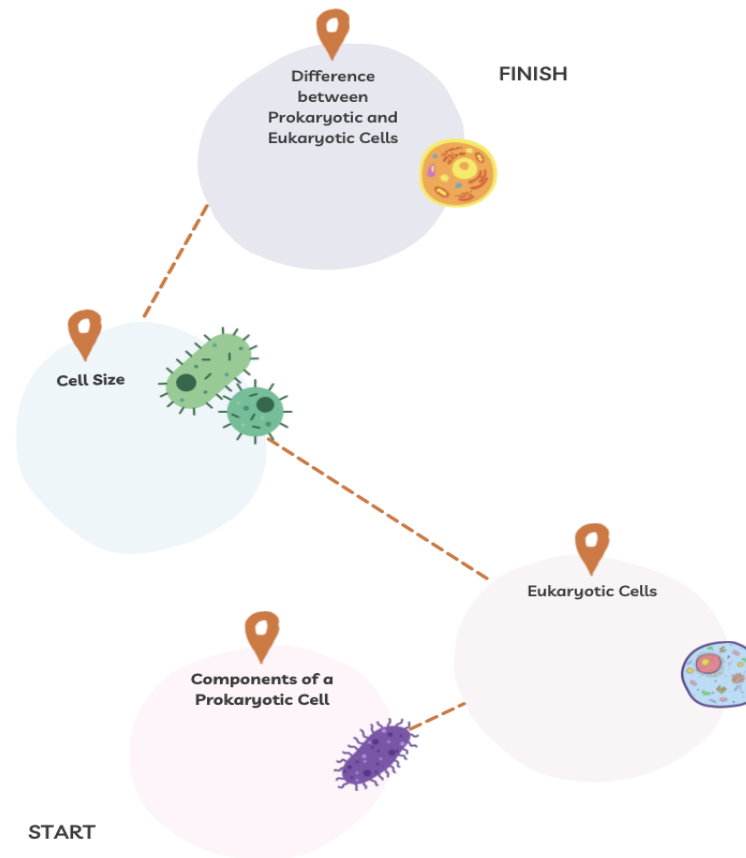 Difference
between
Prokaryotic and
Eukaryotic Cells
FINISH
Cell Size
Eukaryotic Cells
Components of a
Prokaryotic Cell
START